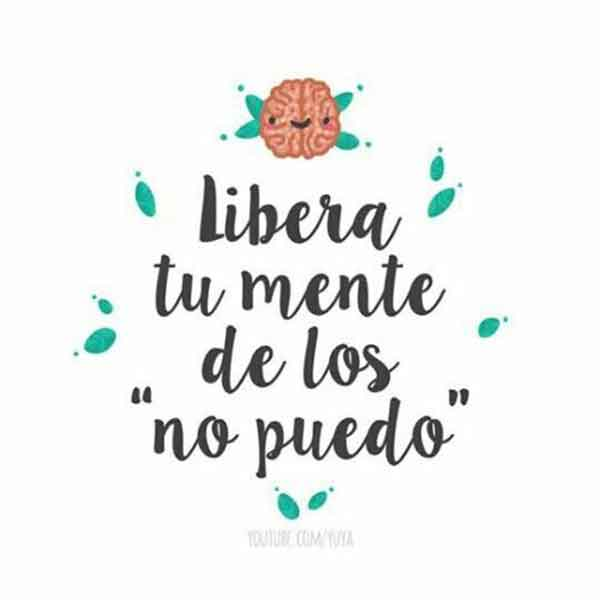 Libera
tu mente
de los
“no puedo”
YOUTUBE.COM/YUYA